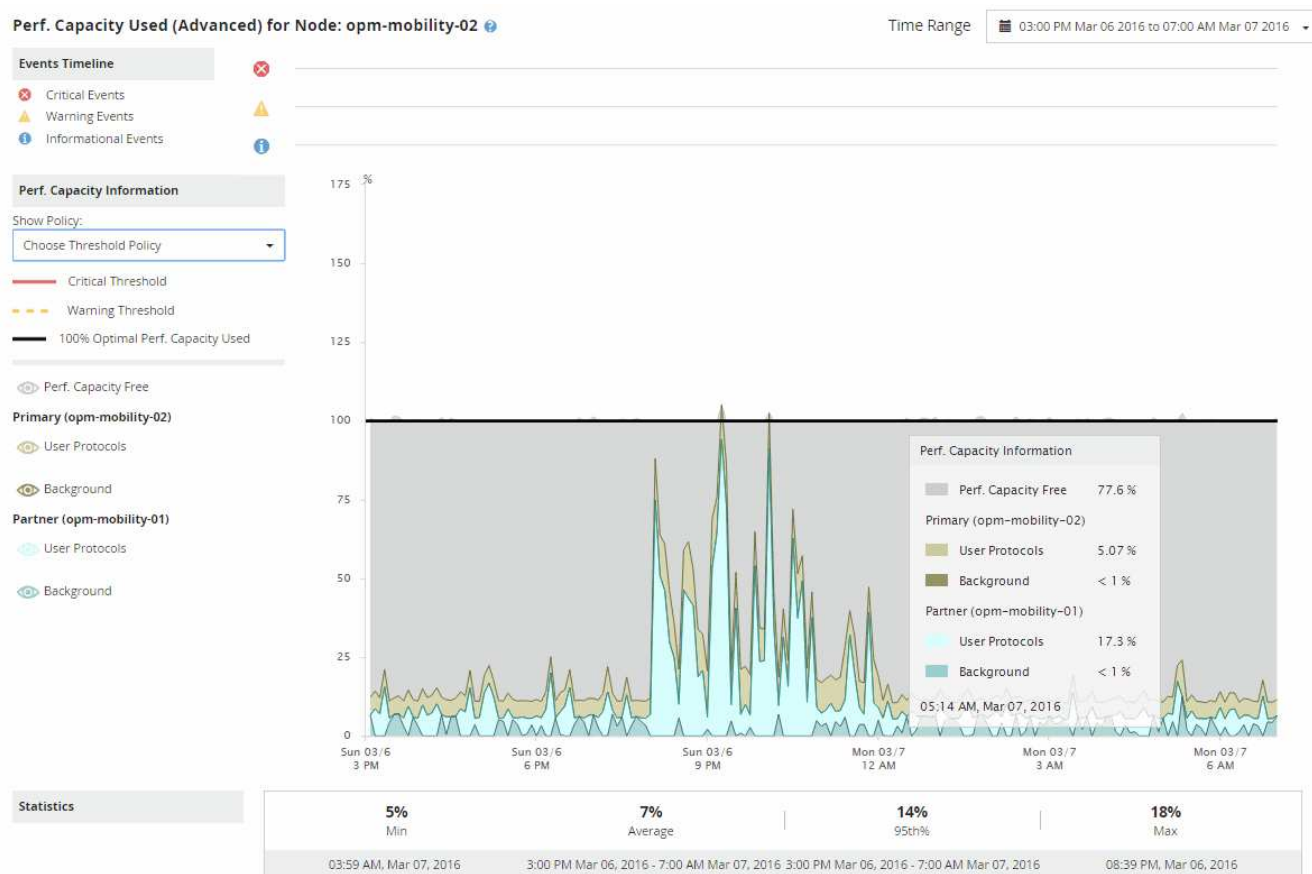 Perf. Capacity Used (Advanced) for Node: opm-mobility-02
Time Range
03:00 PM Mar 06 2016 to 07:00 AM Mar 07 2016
Events Timeline
Critical Events
Warning Events
Informational Events
Perf. Capacity Information
Show Policy:
Choose Threshold Policy
Critical Threshold
Warning Threshold
100% Optimal Perf. Capacity Used
Perf. Capacity Free
Primary (opm-mobility-02)
User Protocols
Background
Partner (opm-mobility-01)
User Protocols
Background
175 %
150
125
100
75
50
25
0
Sun 03/6 Sun 03/6 Sun 03/6 Mon 03/7 Mon 03/7 Mon 03/7
3 PM 6 PM 9 PM 12 AM 3 AM 6 AM
Perf. Capacity Information
Perf. Capacity Free 77.6 %
Primary (opm-mobility-02)
User Protocols 5.07 %
Background < 1 %
Partner (opm-mobility-01)
User Protocols 17.3 %
Background < 1 %
05:14 AM, Mar 07, 2016
Statistics
5% 7% 14% 18%
Min Average 95th% Max
03:59 AM, Mar 07, 2016 3:00 PM Mar 06, 2016 - 7:00 AM Mar 07, 2016 3:00 PM Mar 06, 2016 - 7:00 AM Mar 07, 2016 08:39 PM, Mar 06, 2016